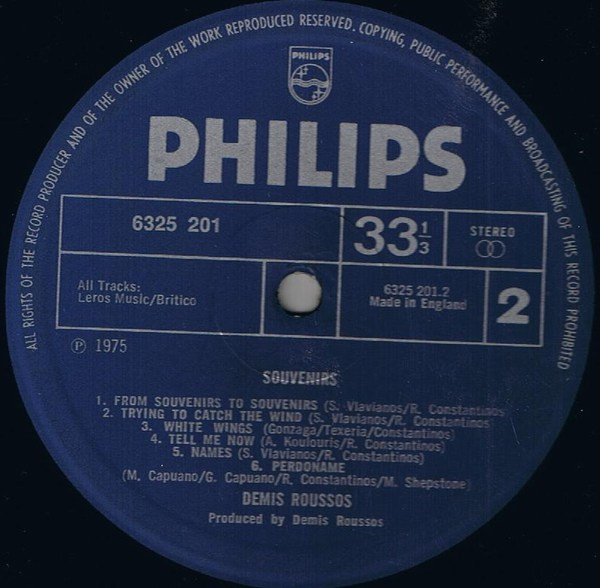 ALL RIGHTS OF THE RECORD PRODUCER AND OF THE OWNER OF THE WORK REPRODUCED RESERVED. COPYING, PUBLIC PERFORMANCE AND BROADCASTING OF THIS RECORD PROHIBITED
PHILIPS
PHILIPS
6325 201
33 1/3
STEREO
All Tracks:
Leros Music/Britico
6325 201.2
Made in England
2
℗ 1975
SOUVENIRS
1. FROM SOUVENIRS TO SOUVENIRS (S. Vlavianos/R. Constantinos
2. TRYING TO CATCH THE WIND (S. Vlavianos/R. Constantinos
3. WHITE WINGS (Gonzaga/Texeria/Constantinos)
4. TELL ME NOW (A. Koulouris/R. Constantinos)
5. NAMES (S. Vlavianos/R. Constantinos)
6. PERDONAME
(M. Capuano/G. Capuano/R. Constantinos/M. Shepstone)
DEMIS ROUSSOS
Produced by Demis Roussos